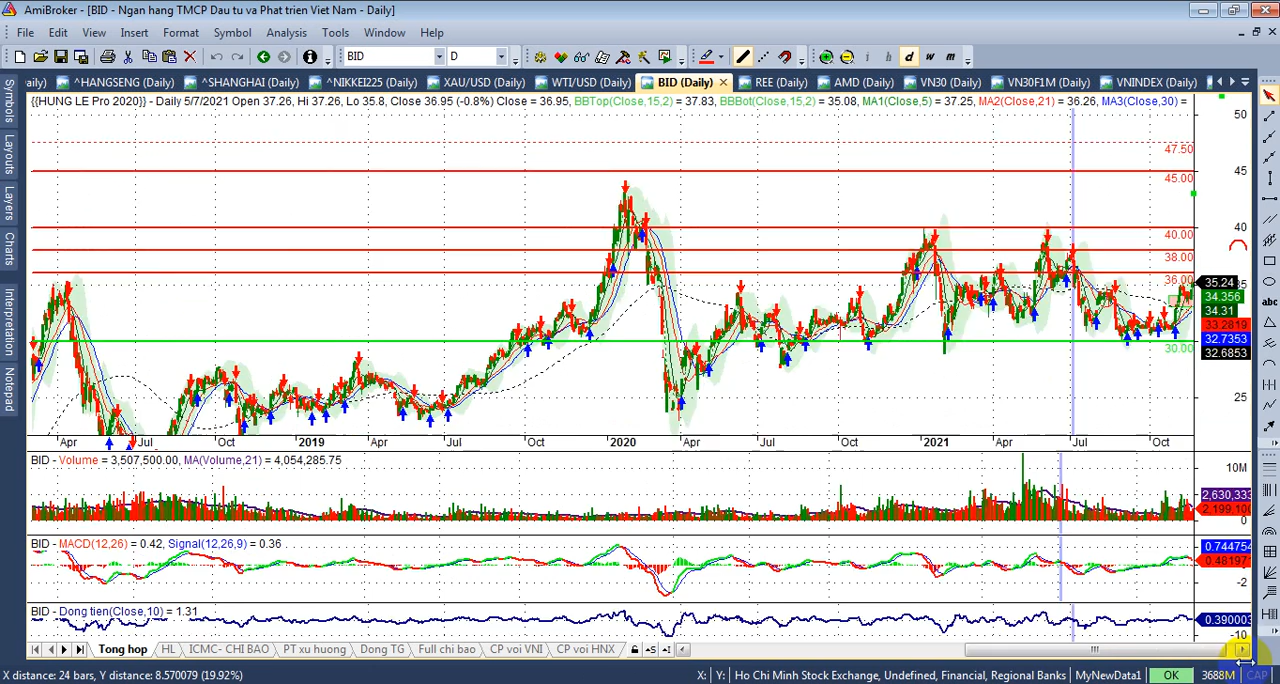 AmiBroker - [BID - Ngan hang TMCP Dau tu va Phat trien Viet Nam - Daily]
File Edit View Insert Format Symbol Analysis Tools Window Help
BID D i h d w m
aily) ^HANGSENG (Daily) ^SHANGHAI (Daily) ^NIKKEI225 (Daily) XAU/USD (Daily) WTI/USD (Daily) BID (Daily) REE (Daily) AMD (Daily) VN30 (Daily) VN30F1M (Daily) VNINDEX (Daily)
{{HUNG LE Pro 2020}} - Daily 5/7/2021 Open 37.26, Hi 37.26, Lo 35.8, Close 36.95 (-0.8%) Close = 36.95, BBTop(Close,15,2) = 37.83, BBBot(Close,15,2) = 35.08, MA1(Close,5) = 37.25, MA2(Close,21) = 36.26, MA3(Close,30) =
Symbols
Layouts
Layers
Charts
Interpretation
Notepad
50
47.50
45
45.00
40
40.00
38.00
36.00
35.24
34.356
34.31
33.2819
32.7353
32.6853
30.00
25
abc
Apr Jul Oct 2019 Apr Jul Oct 2020 Apr Jul Oct 2021 Apr Jul Oct
BID - Volume = 3,507,500.00, MA(Volume,21) = 4,054,285.75
10M
2,630,333
2,199,100
0
BID - MACD(12,26) = 0.42, Signal(12,26,9) = 0.36
0.744754
0.48197
-2
BID - Dong tien(Close,10) = 1.31
0.390003
-10
Tong hop HL ICMC- CHI BAO PT xu huong Dong TG Full chi bao CP voi VNI CP voi HNX
X distance: 24 bars, Y distance: 8.570079 (19.92%) X: Y: Ho Chi Minh Stock Exchange, Undefined, Financial, Regional Banks MyNewData1 OK 3688M CAP